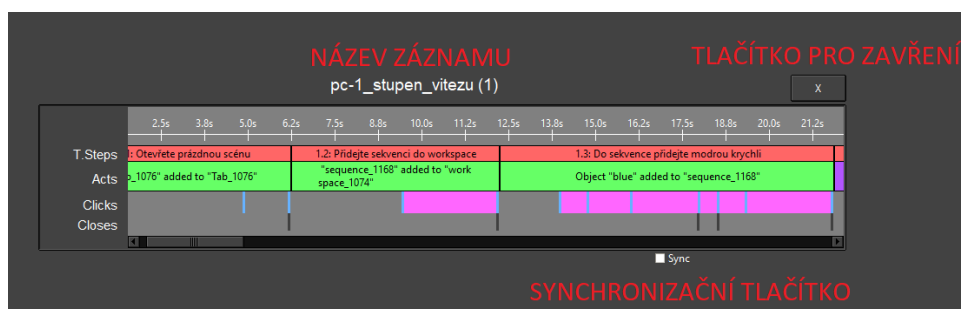 NÁZEV ZÁZNAMU
TLAČÍTKO PRO ZAVŘENÍ
pc-1_stupen_vitezu (1)
x
2.5s 3.8s 5.0s 6.2s 7.5s 8.8s 10.0s 11.2s 12.5s 13.8s 15.0s 16.2s 17.5s 18.8s 20.0s 21.2s
T.Steps
: Otevřete prázdnou scénu
1.2: Přidejte sekvenci do workspace
1.3: Do sekvence přidejte modrou krychli
Acts
_1076" added to "Tab_1076"
"sequence_1168" added to "work
space_1074"
Object "blue" added to "sequence_1168"
Clicks
Closes
Sync
SYNCHRONIZAČNÍ TLAČÍTKO